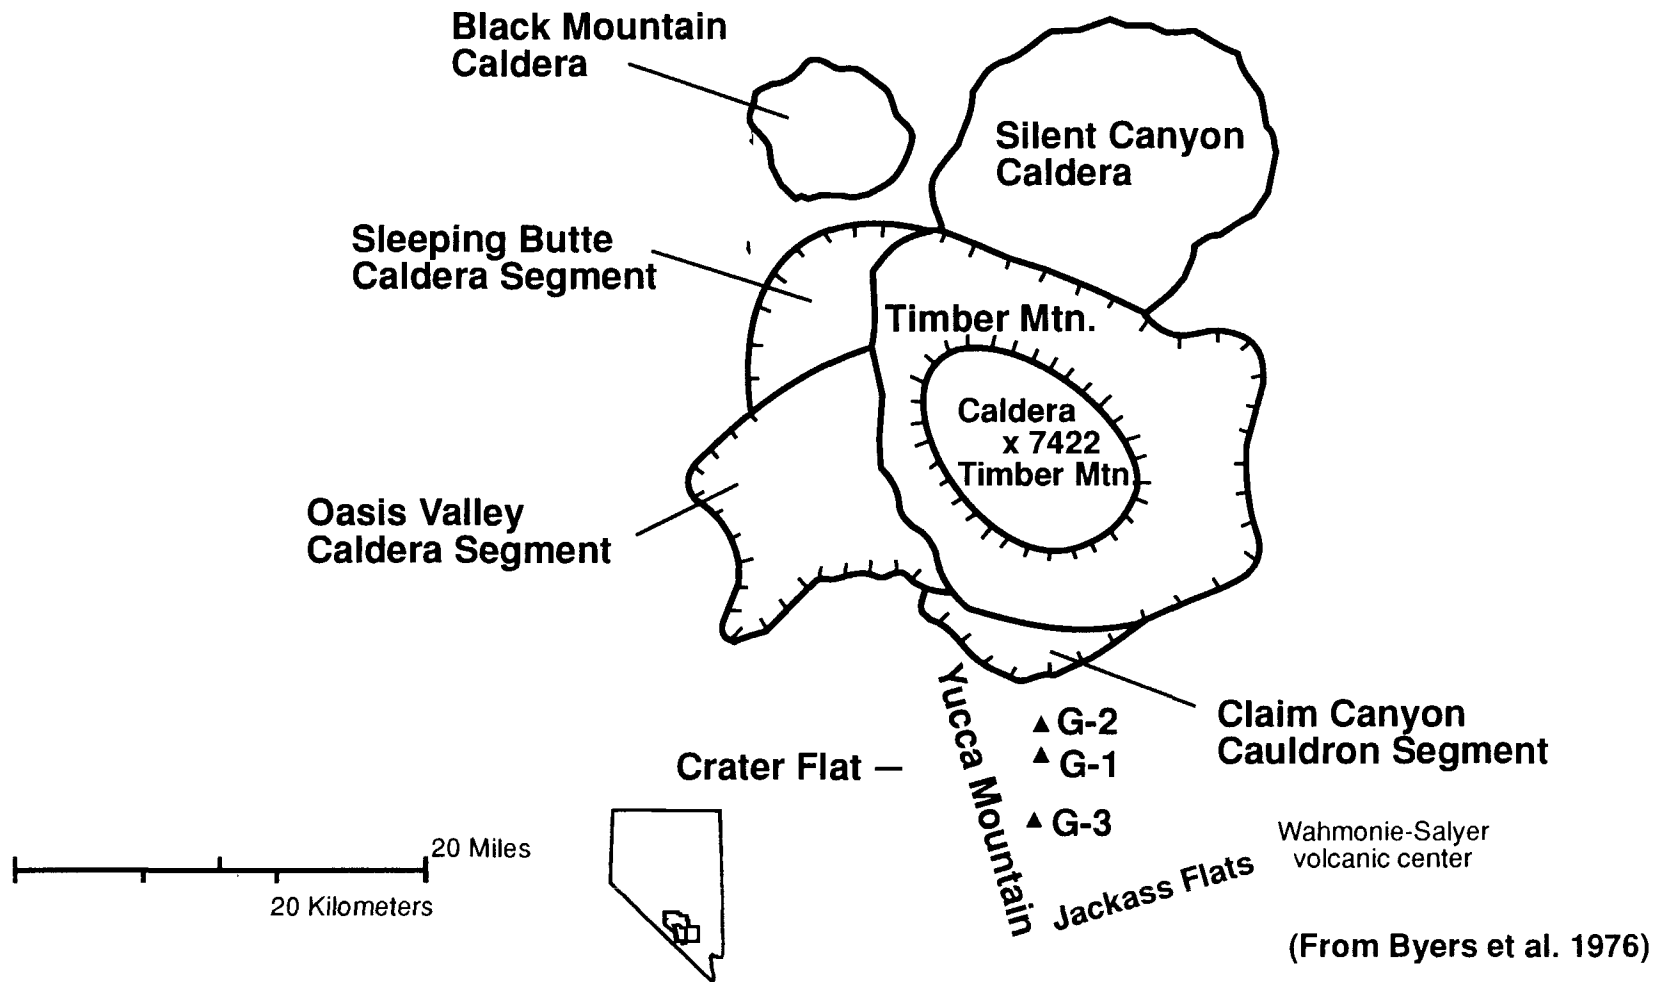 Black Mountain
Caldera
Silent Canyon
Caldera
Sleeping Butte
Caldera Segment
Timber Mtn.
Caldera
x 7422
Timber Mtn.
Oasis Valley
Caldera Segment
Yucca Mountain
G-2
G-1
G-3
Claim Canyon
Cauldron Segment
Crater Flat
20 Miles
20 Kilometers
Wahmonie-Salyer
volcanic center
Jackass Flats
(From Byers et al. 1976)